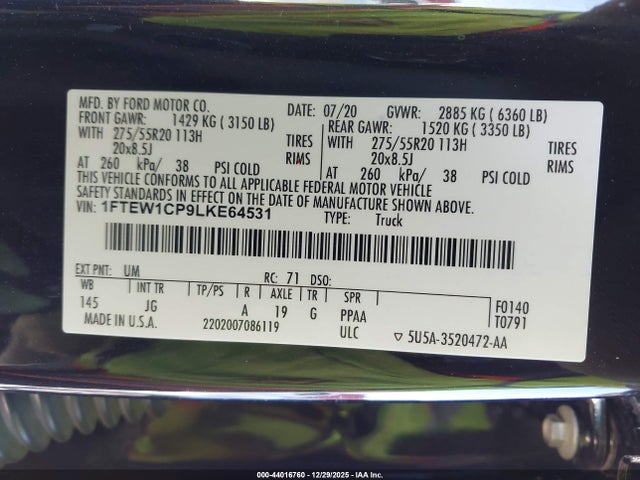 MFD. BY FORD MOTOR CO. DATE: 07/20 GVWR: 2885 KG ( 6360 LB)
FRONT GAWR: 1429 KG ( 3150 LB) REAR GAWR: 1520 KG ( 3350 LB)
WITH 275/55R20 113H TIRES WITH 275/55R20 113H TIRES
20x8.5J RIMS 20x8.5J RIMS
AT 260 kPa/ 38 PSI COLD AT 260 kPa/ 38 PSI COLD
THIS VEHICLE CONFORMS TO ALL APPLICABLE FEDERAL MOTOR VEHICLE
SAFETY STANDARDS IN EFFECT ON THE DATE OF MANUFACTURE SHOWN ABOVE.
VIN: 1FTEW1CP9LKE64531 TYPE: Truck
EXT PNT: UM RC: 71 DSO:
WB INT TR TP/PS R AXLE TR SPR F0140
145 JG A 19 G PPAA T0791
MADE IN U.S.A. 2202007086119 ULC ▽ 5U5A-3520472-AA
000-44016760 - 12/29/2025 - IAA Inc.